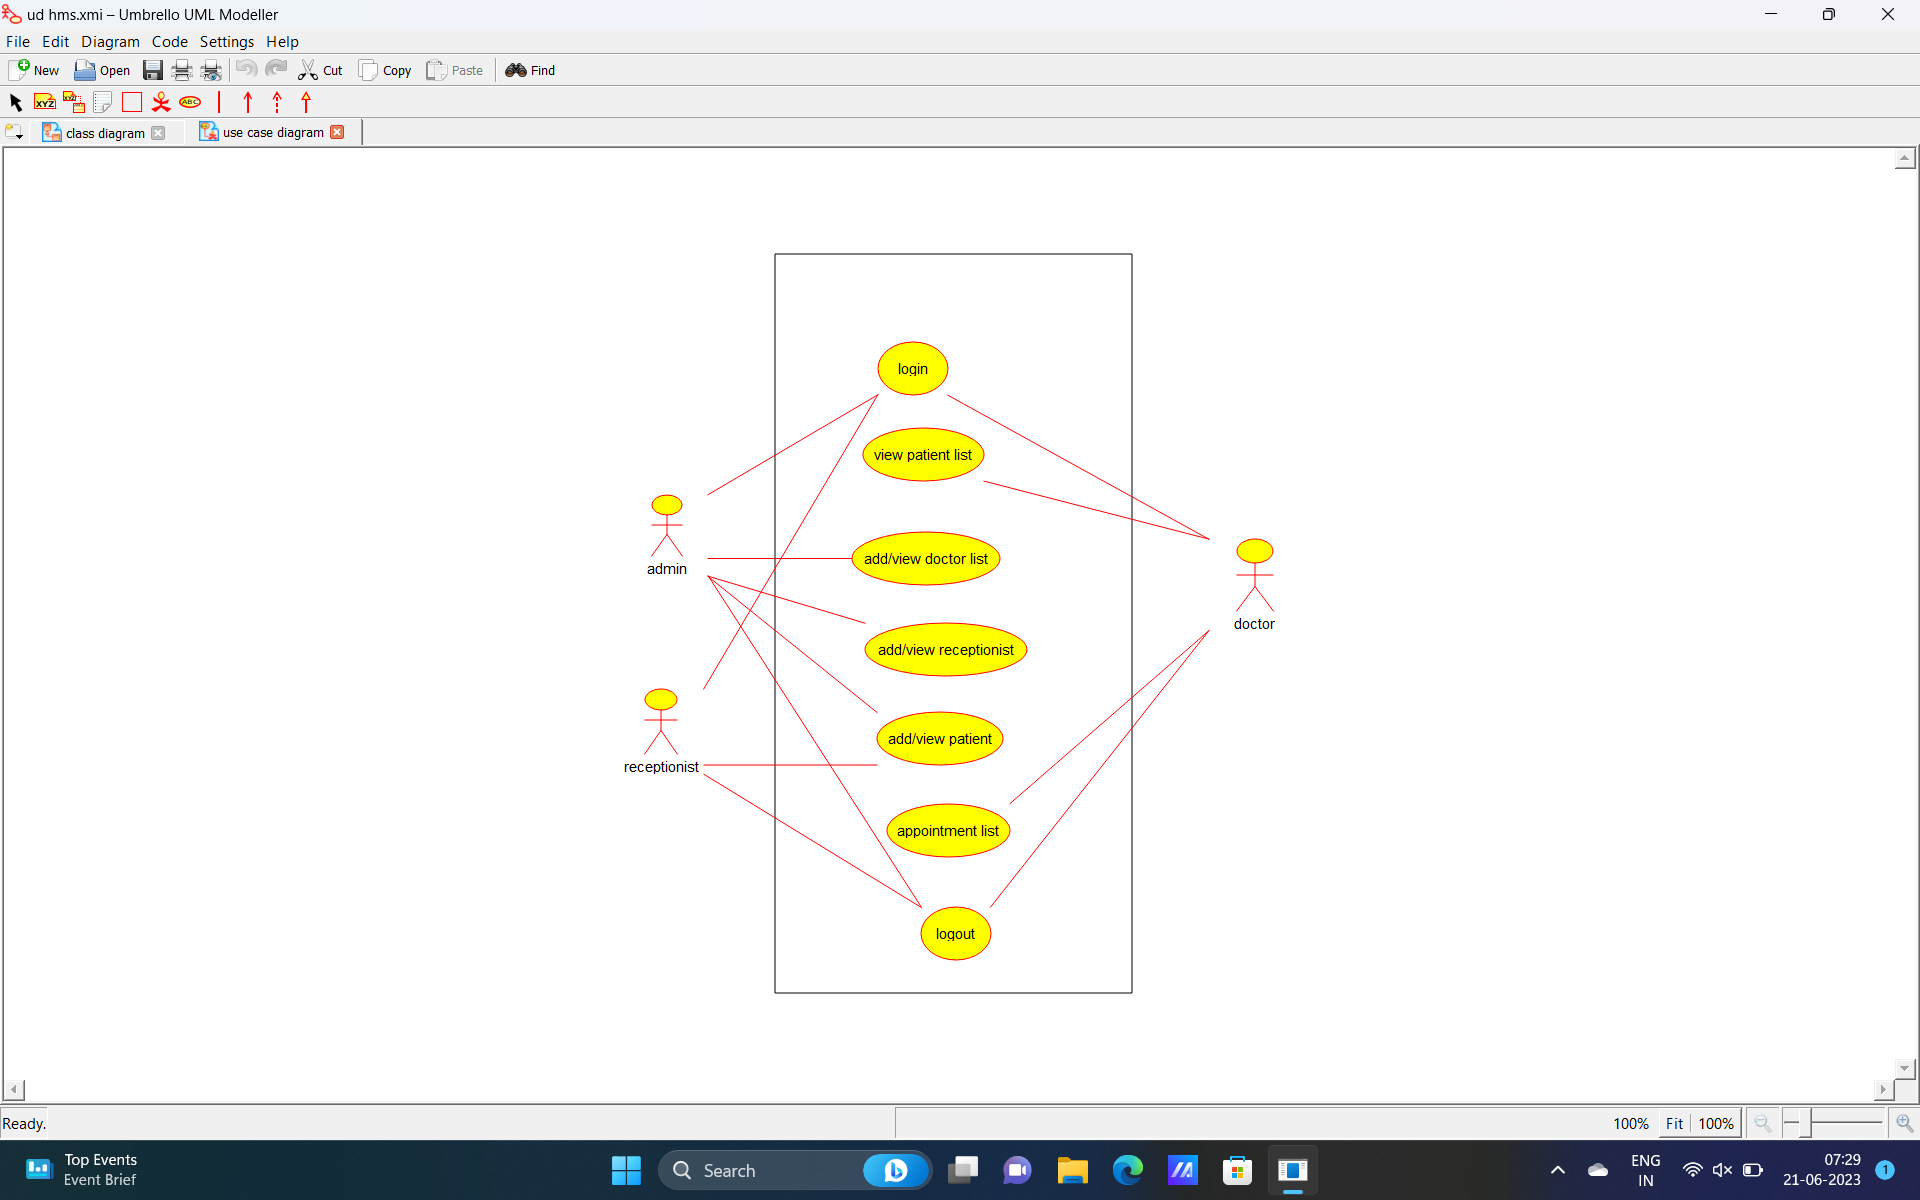 ud hms.xmi – Umbrello UML Modeller
File Edit Diagram Code Settings Help
New Open Cut Copy Paste Find
XYZ XYZ ABC
class diagram use case diagram
login
view patient list
admin
add/view doctor list
doctor
add/view receptionist
receptionist
add/view patient
appointment list
logout
Ready. 100% Fit 100%
Top Events
Event Brief
Search
ENG
IN
07:29
21-06-2023
1